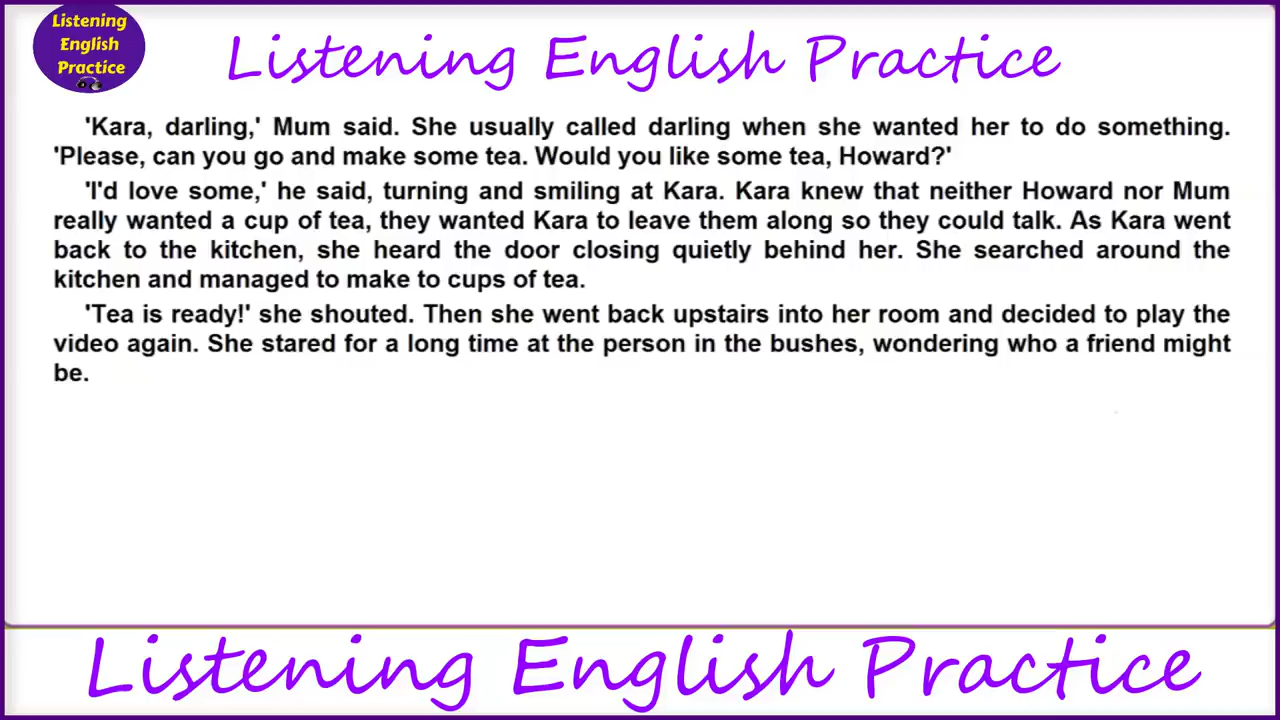 Listening
English
Practice
Listening English Practice
'Kara, darling,' Mum said. She usually called darling when she wanted her to do something.
'Please, can you go and make some tea. Would you like some tea, Howard?'
'I'd love some,' he said, turning and smiling at Kara. Kara knew that neither Howard nor Mum
really wanted a cup of tea, they wanted Kara to leave them along so they could talk. As Kara went
back to the kitchen, she heard the door closing quietly behind her. She searched around the
kitchen and managed to make to cups of tea.
'Tea is ready!' she shouted. Then she went back upstairs into her room and decided to play the
video again. She stared for a long time at the person in the bushes, wondering who a friend might
be.
Listening English Practice